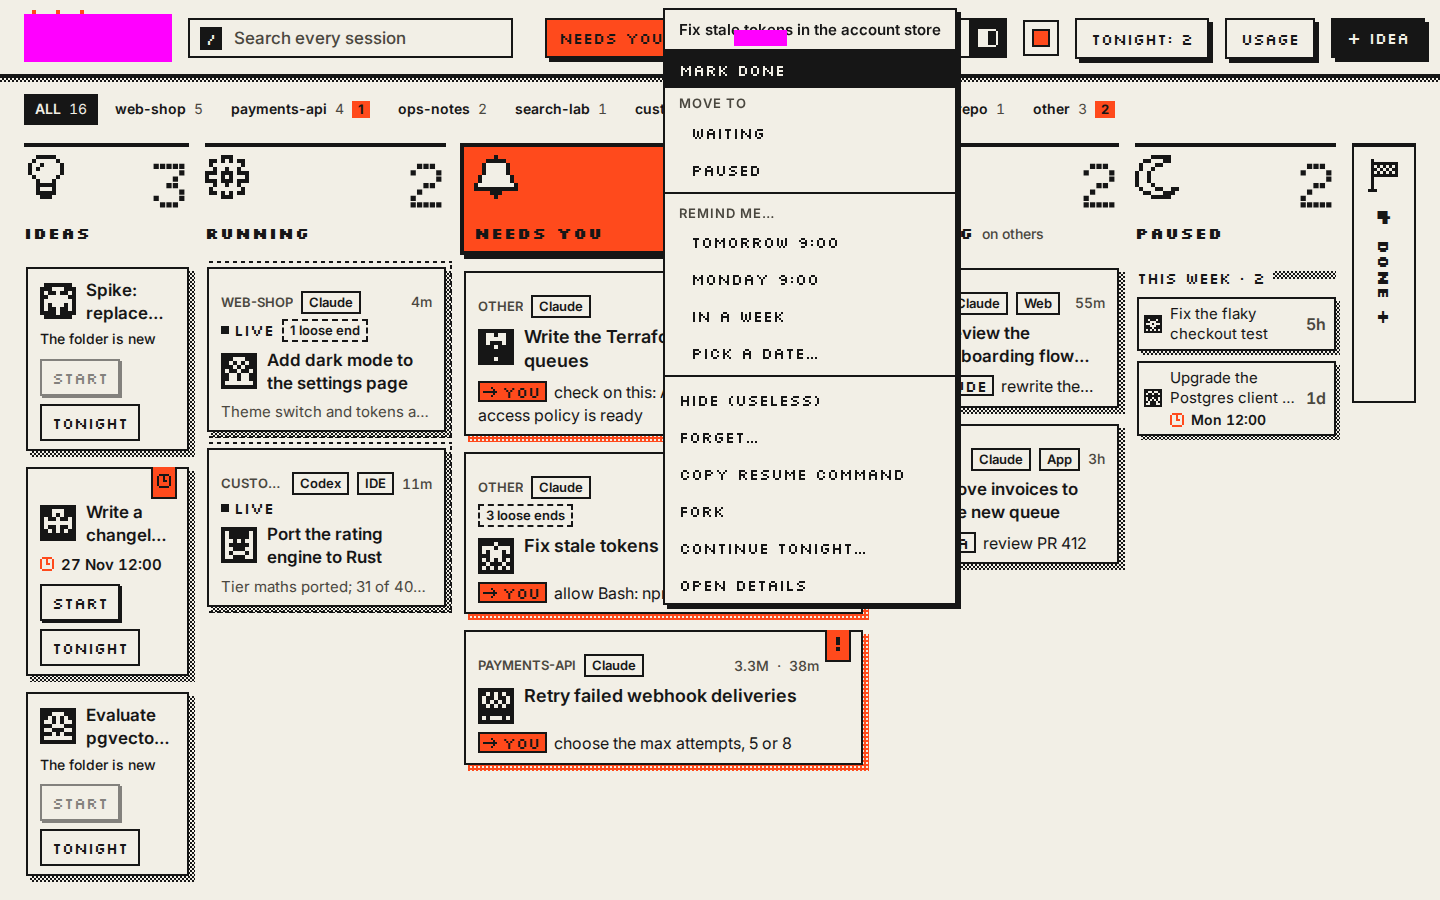 / Search every session
NEEDS YOU
TONIGHT: 2
USAGE
+ IDEA
ALL 16
web-shop 5
payments-api 4 1
ops-notes 2
search-lab 1
other 3 2
IDEAS 3
Spike:
replace...
The folder is new
START
TONIGHT
Write a
changel...
27 Nov 12:00
START
TONIGHT
Evaluate
pgvecto...
The folder is new
START
TONIGHT
RUNNING 2
WEB-SHOP Claude 4m
LIVE 1 loose end
Add dark mode to
the settings page
Theme switch and tokens a...
CUSTO... Codex IDE 11m
LIVE
Port the rating
engine to Rust
Tier maths ported; 31 of 40...
NEEDS YOU
OTHER Claude
Write the
queues
→ YOU check on this:
access policy is ready
OTHER Claude
3 loose ends
Fix stale tokens
→ YOU allow Bash:
PAYMENTS-API Claude 3.3M · 38m
!
Retry failed webhook deliveries
→ YOU choose the max attempts, 5 or 8
Fix stale tokens in the account store
MARK DONE
MOVE TO
WAITING
PAUSED
REMIND ME...
TOMORROW 9:00
MONDAY 9:00
IN A WEEK
PICK A DATE...
HIDE (USELESS)
FORGET...
COPY RESUME COMMAND
FORK
CONTINUE TONIGHT...
OPEN DETAILS
2
on others
Claude Web 55m
the
flow...
rewrite the...
Claude App 3h
invoices to
new queue
review PR 412
PAUSED 2
THIS WEEK · 2
Fix the flaky
checkout test
5h
Upgrade the
Postgres client ...
1d
Mon 12:00
4 DONE +